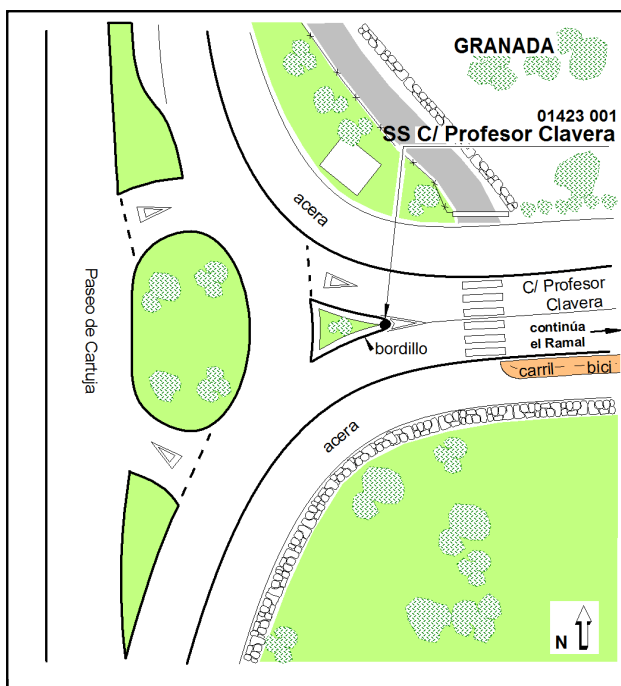 GRANADA
01423 001
SS C/ Profesor Clavera
acera
Paseo de Cartuja
C/ Profesor
Clavera
continúa
el Ramal
bordillo
carril bici
acera
N